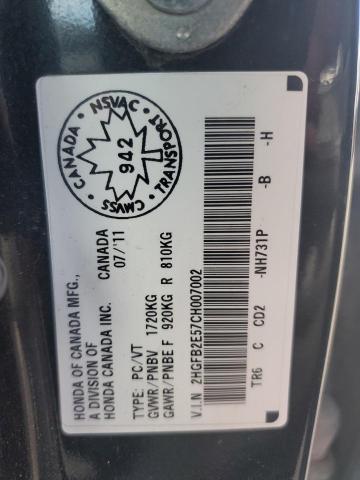 HONDA OF CANADA MFG.,
A DIVISION OF
HONDA CANADA INC.
CANADA
07/'11
TYPE: PC/VT
GVWR/PNBV 1720KG
GAWR/PNBE F 920KG R 810KG
V.I.N 2HGFB2E57CH007002
TR6 C CD2 -NH731P -B -H
CANADA
NSVAC
TRANSPORT
CMVSS
942